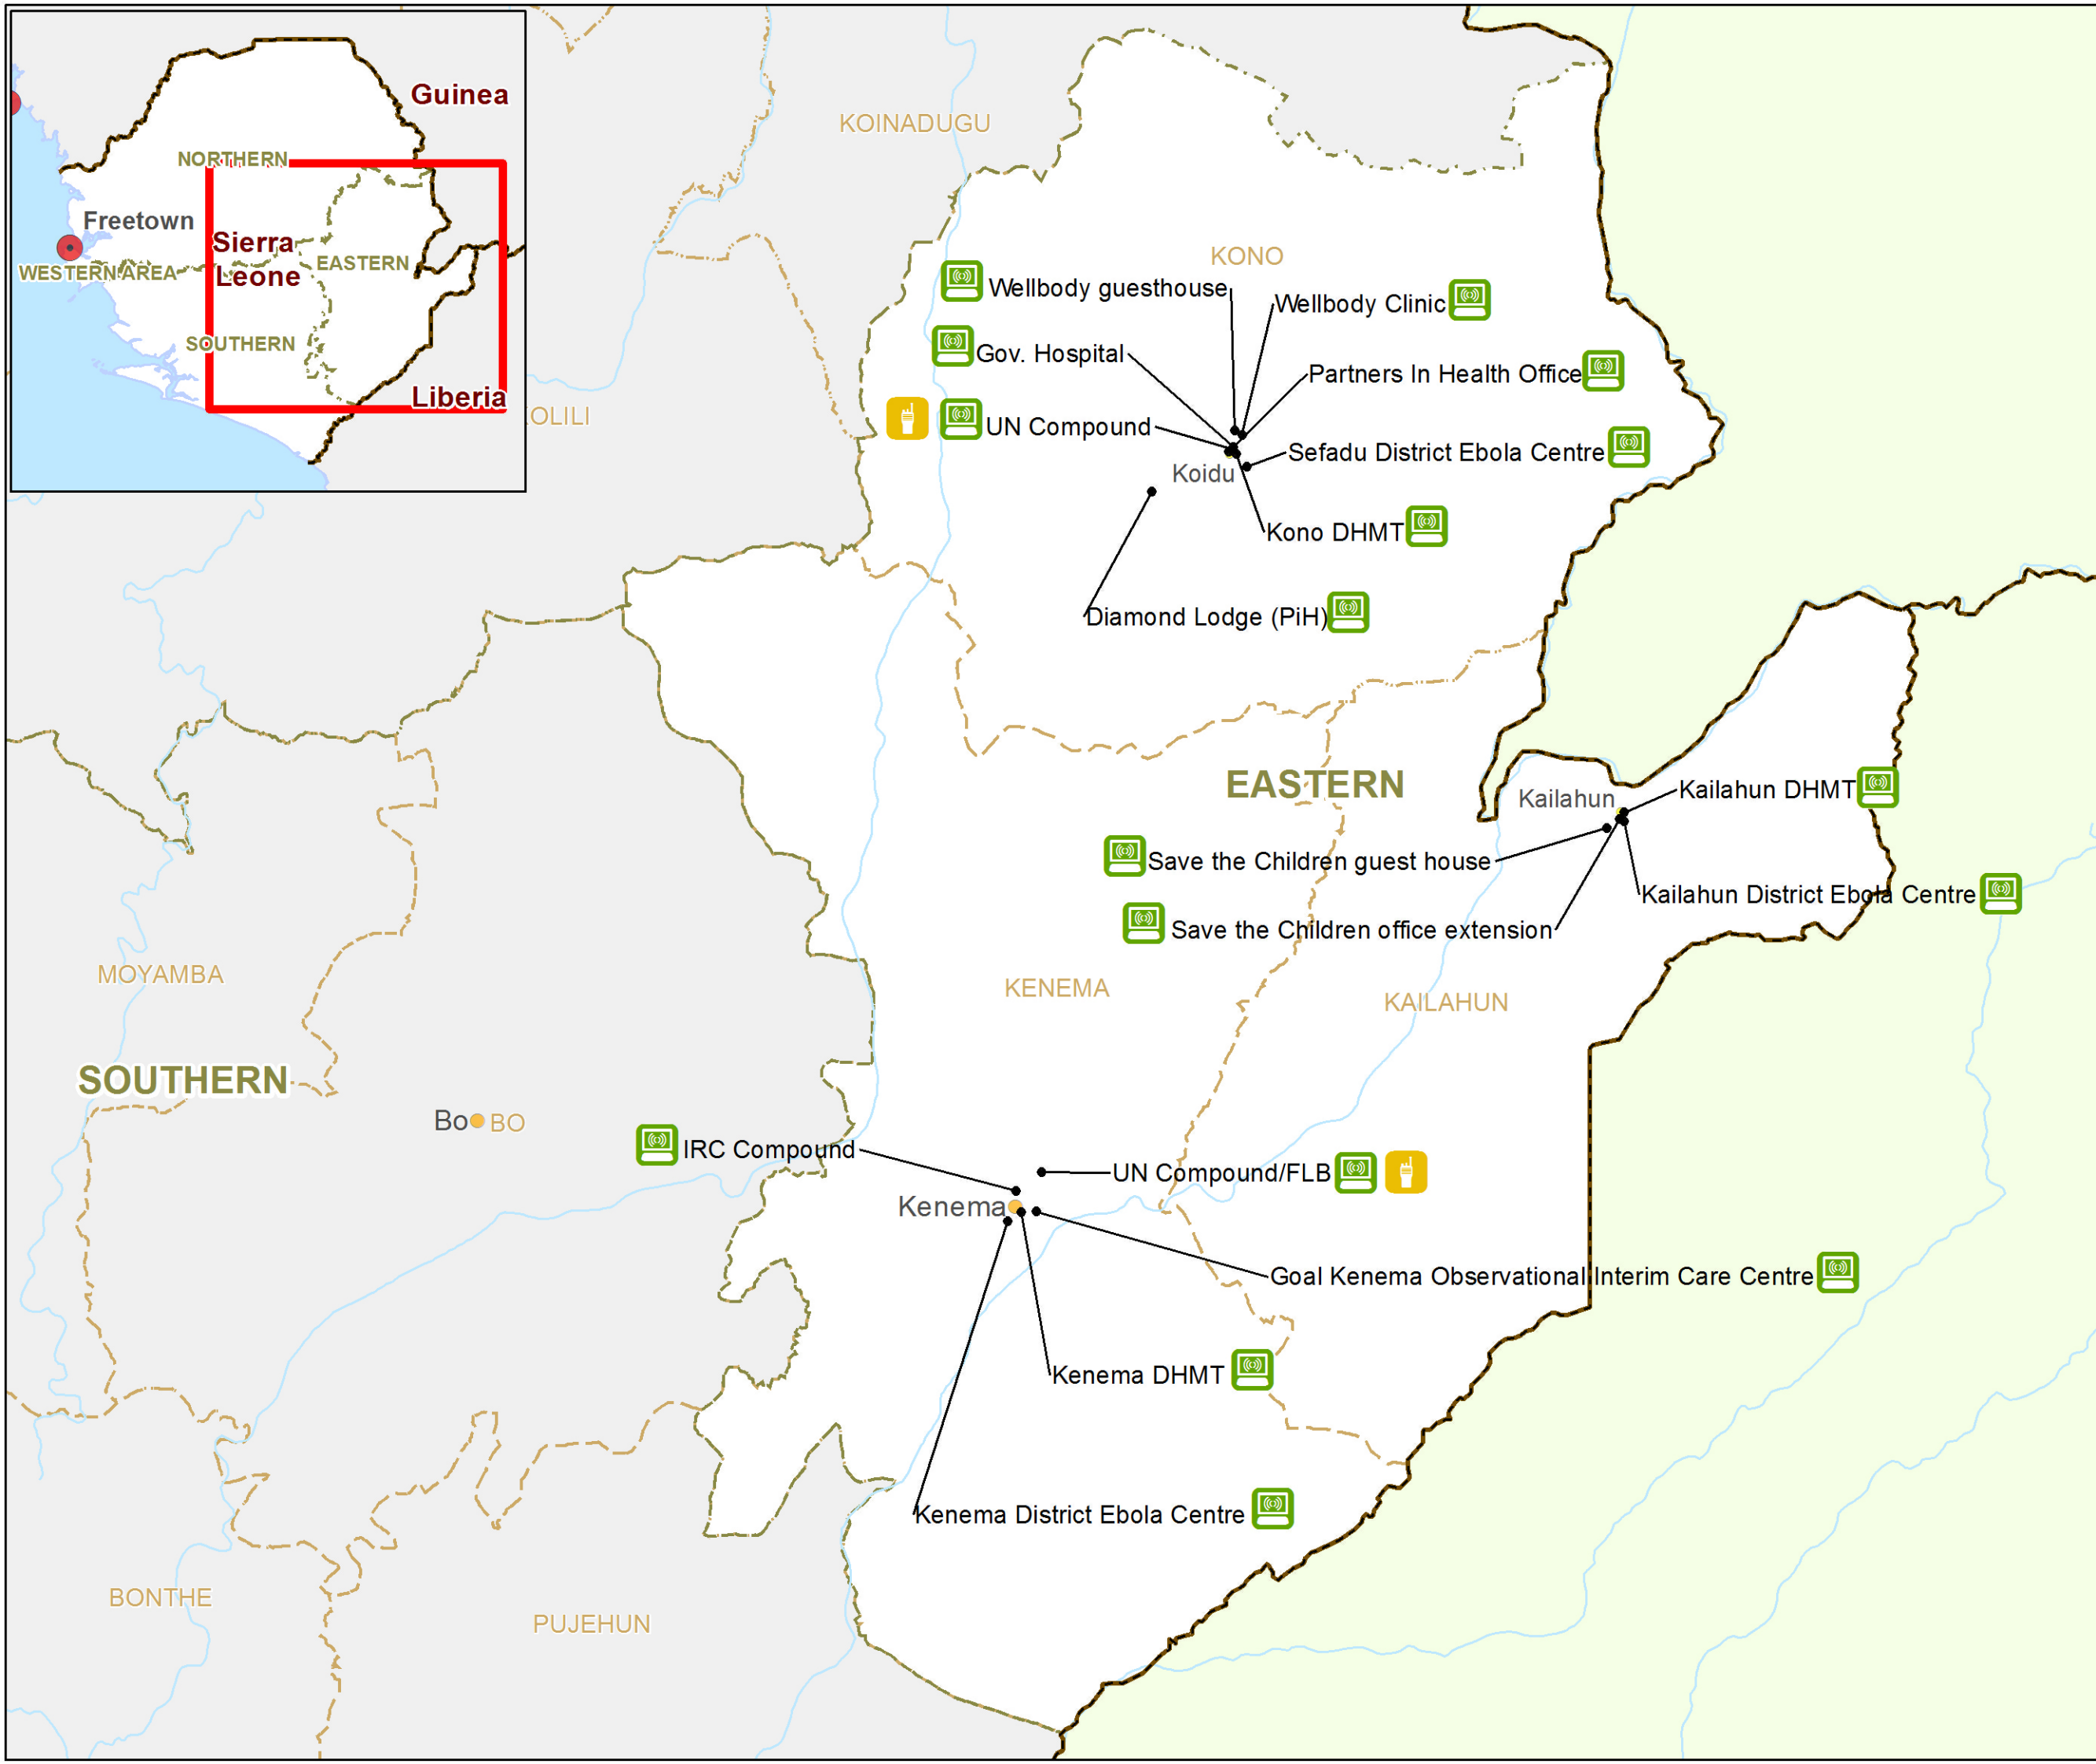 Guinea
NORTHERN
Freetown
Sierra
Leone
EASTERN
WESTERN AREA
SOUTHERN
Liberia
KOINADUGU
OLILI
KONO
Wellbody guesthouse
Wellbody Clinic
Gov. Hospital
Partners In Health Office
UN Compound
Sefadu District Ebola Centre
Koidu
Kono DHMT
Diamond Lodge (PiH)
EASTERN
Kailahun
Kailahun DHMT
Save the Children guest house
Kailahun District Ebola Centre
Save the Children office extension
MOYAMBA
KENEMA
KAILAHUN
SOUTHERN
Bo
BO
IRC Compound
UN Compound/FLB
Kenema
Goal Kenema Observational Interim Care Centre
Kenema DHMT
Kenema District Ebola Centre
BONTHE
PUJEHUN